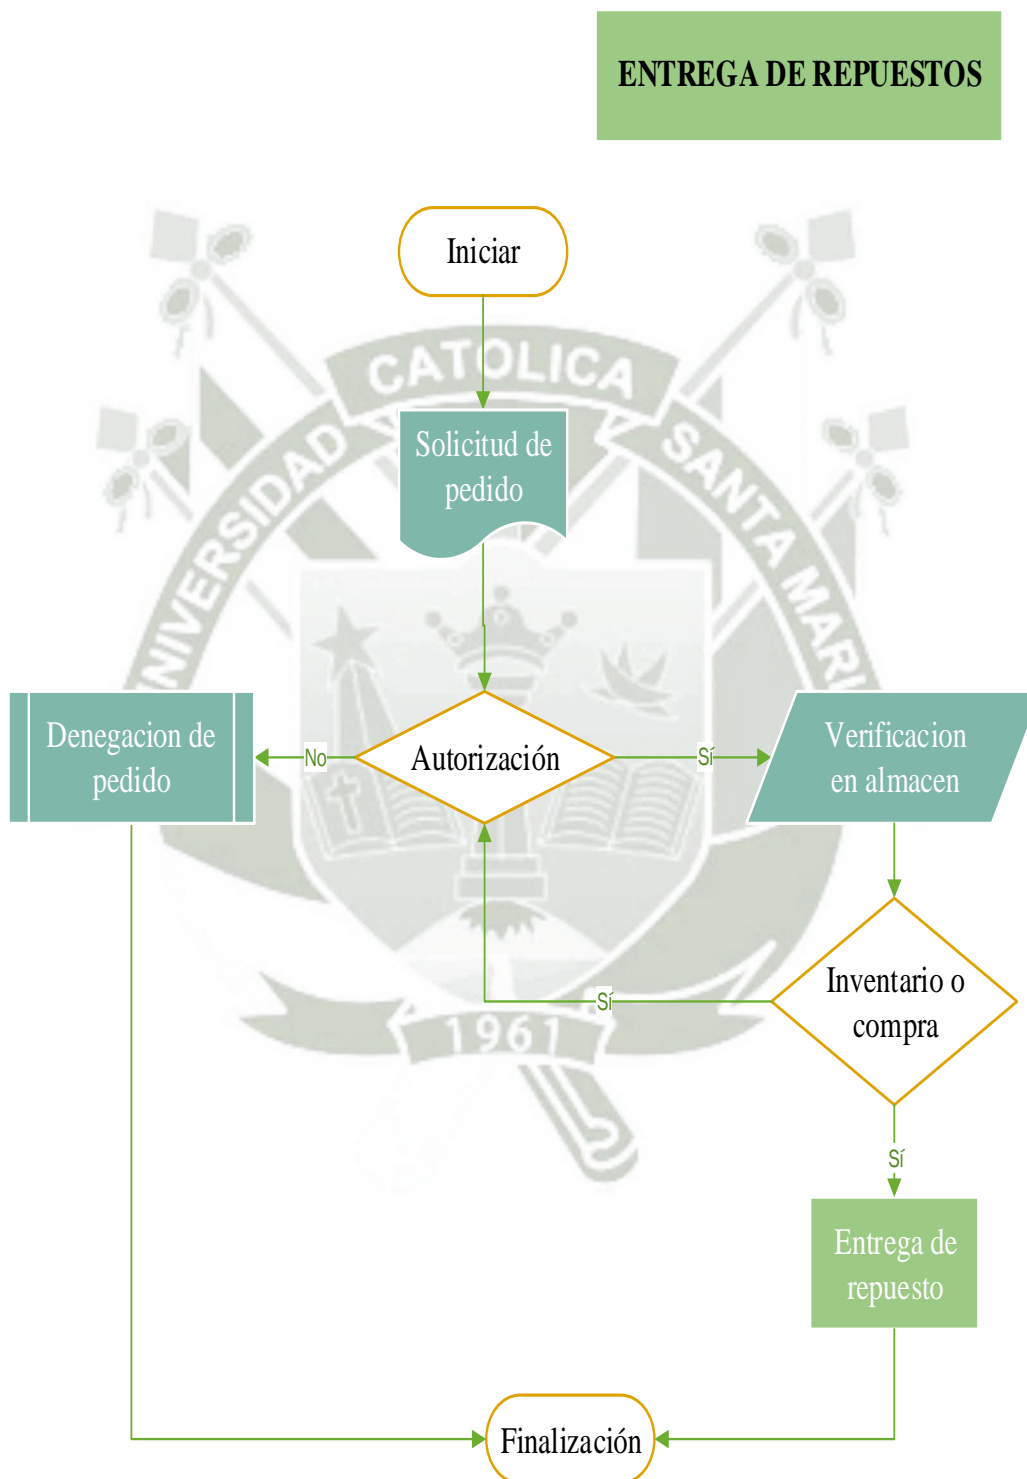 ENTREGA DE REPUESTOS
Iniciar
CATOLICA
UNIVERSIDAD
SANTA MARI
Solicitud de
pedido
Denegacion de
pedido
No
Autorización
Sí
Verificacion
en almacen
Inventario o
compra
Sí
1961
Sí
Entrega de
repuesto
Finalización